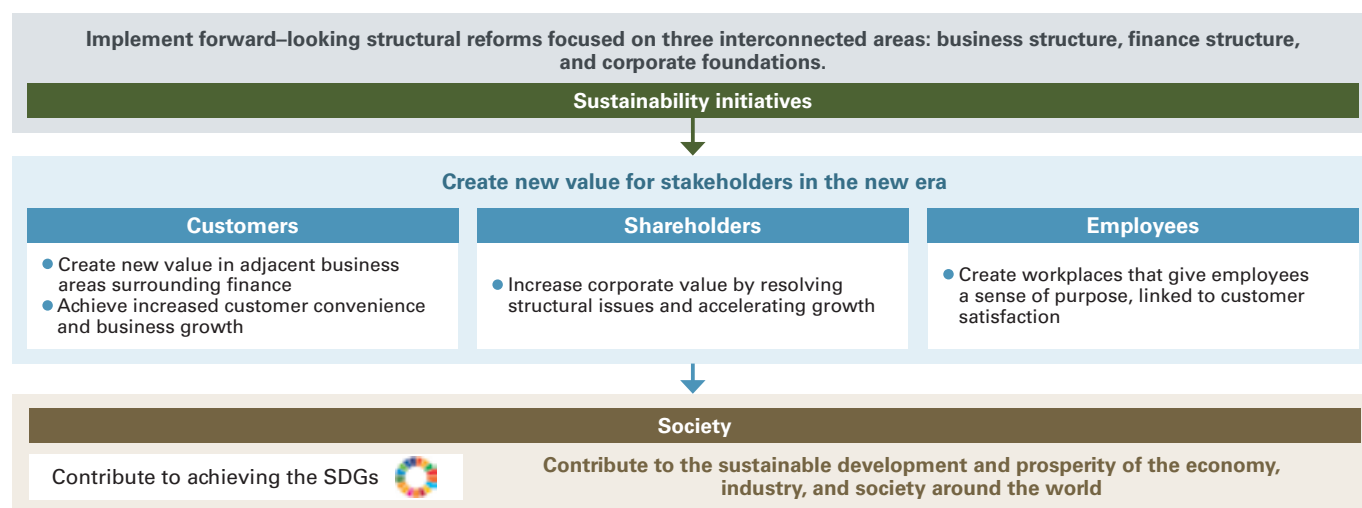 Implement forward–looking structural reforms focused on three interconnected areas: business structure, finance structure,
and corporate foundations.
Sustainability initiatives
Create new value for stakeholders in the new era
Customers
● Create new value in adjacent business
areas surrounding finance
● Achieve increased customer convenience
and business growth
Shareholders
● Increase corporate value by resolving
structural issues and accelerating growth
Employees
● Create workplaces that give employees
a sense of purpose, linked to customer
satisfaction
Society
Contribute to achieving the SDGs
Contribute to the sustainable development and prosperity of the economy,
industry, and society around the world